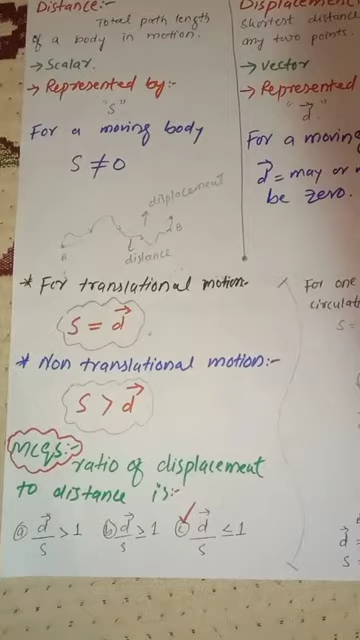 Distance:-
Total path length
of a body in motion.
→ Scalar.
→ Represented by:-
"S"
For a moving body
S ≠ 0
displacement
A
B
distance
* For translational motion.
S = d⃗
* Non translational motion:-
S > d⃗
MCQS:-
ratio of displacement
to distance is:-
ⓐ d⃗/S > 1 ⓑ d⃗/S ≥ 1 ⓒ d⃗/S ≤ 1
Displacemen
shortest distance
any two points.
→ vector
→ Represented
"d⃗"
For a moving
d⃗ = may or
be zero.
For one
circula
S =
d⃗ =
S =